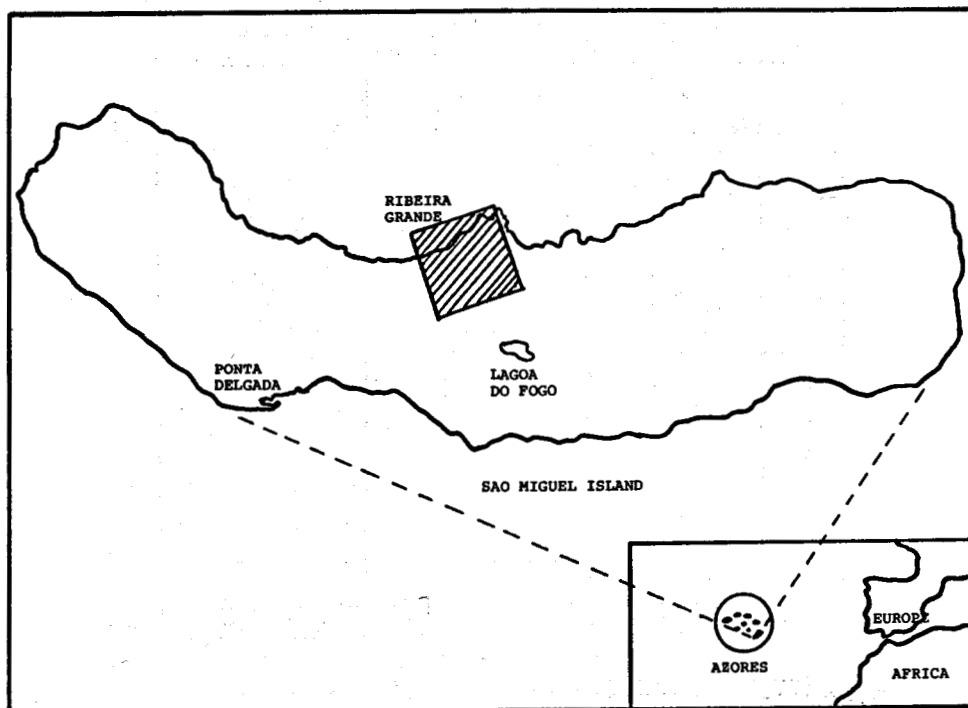 RIBEIRA
GRANDE
PONTA
DELGADA
LAGOA
DO FOGO
SAO MIGUEL ISLAND
EUROPE
AZORES
AFRICA